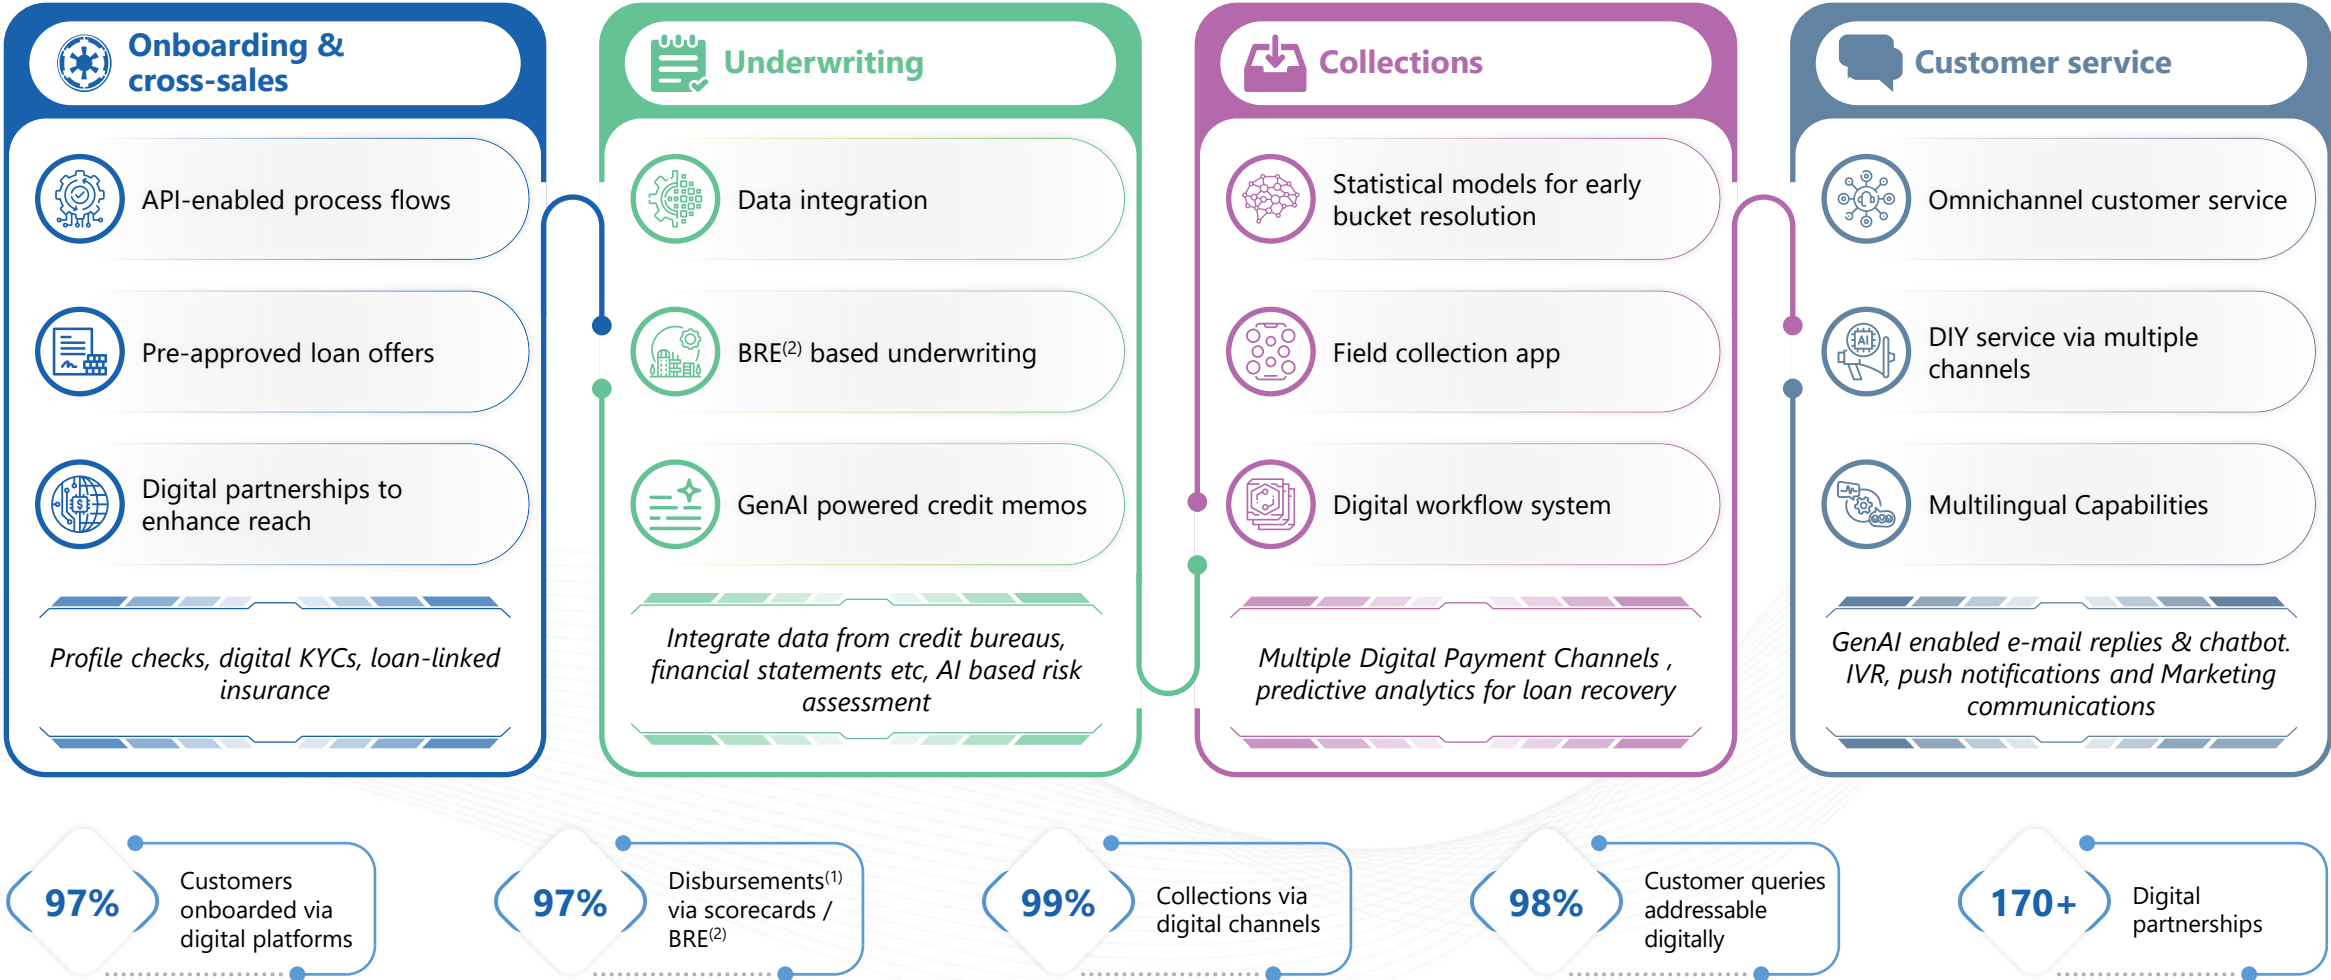 Onboarding &
cross-sales
API-enabled process flows
Pre-approved loan offers
Digital partnerships to
enhance reach
Profile checks, digital KYCs, loan-linked
insurance
Underwriting
Data integration
BRE(2) based underwriting
GenAI powered credit memos
Integrate data from credit bureaus,
financial statements etc, AI based risk
assessment
Collections
Statistical models for early
bucket resolution
Field collection app
Digital workflow system
Multiple Digital Payment Channels ,
predictive analytics for loan recovery
Customer service
Omnichannel customer service
AI
DIY service via multiple
channels
Multilingual Capabilities
GenAI enabled e-mail replies & chatbot.
IVR, push notifications and Marketing
communications
97%
Customers
onboarded via
digital platforms
97%
Disbursements(1)
via scorecards /
BRE(2)
99%
Collections via
digital channels
98%
Customer queries
addressable
digitally
170+
Digital
partnerships